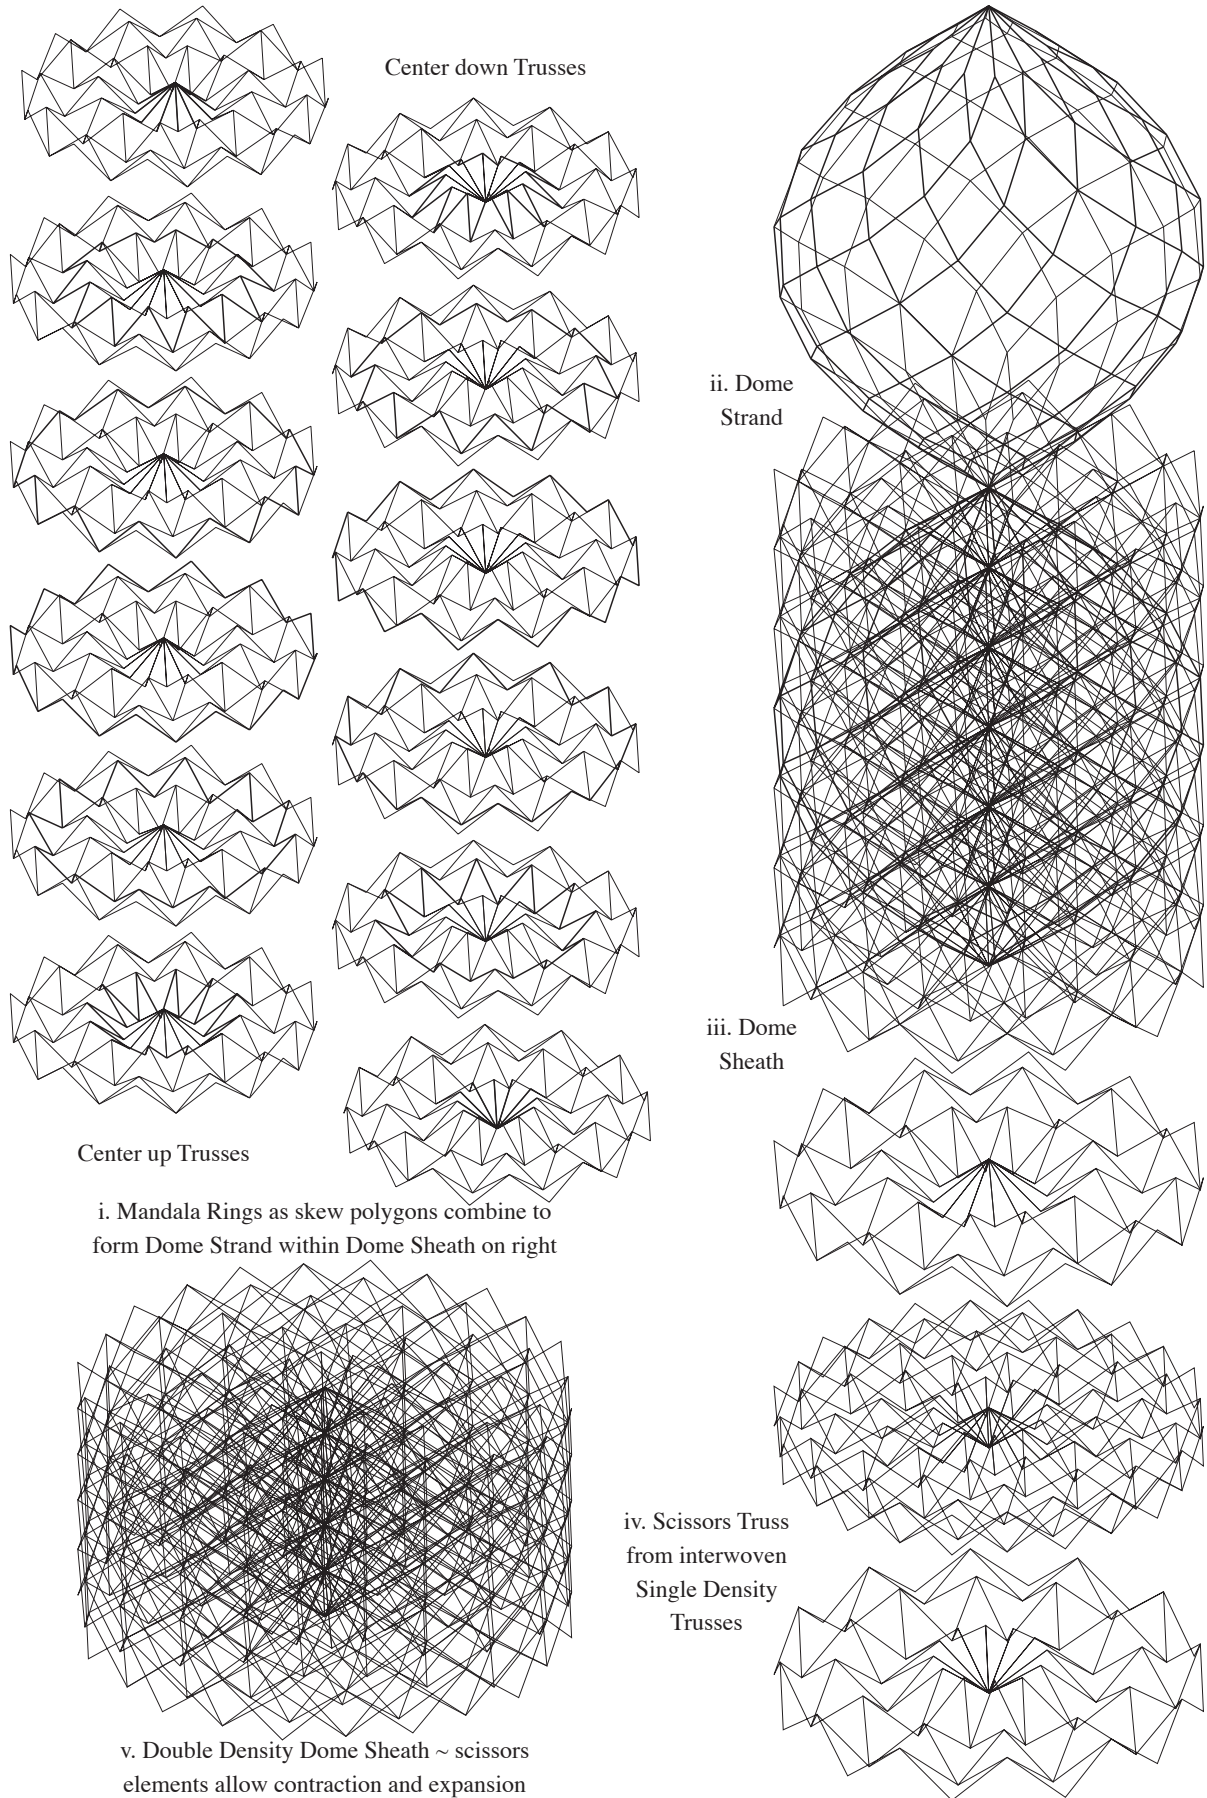 Center down Trusses
ii. Dome
Strand
iii. Dome
Sheath
Center up Trusses
i. Mandala Rings as skew polygons combine to
form Dome Strand within Dome Sheath on right
iv. Scissors Truss
from interwoven
Single Density
Trusses
v. Double Density Dome Sheath ~ scissors
elements allow contraction and expansion